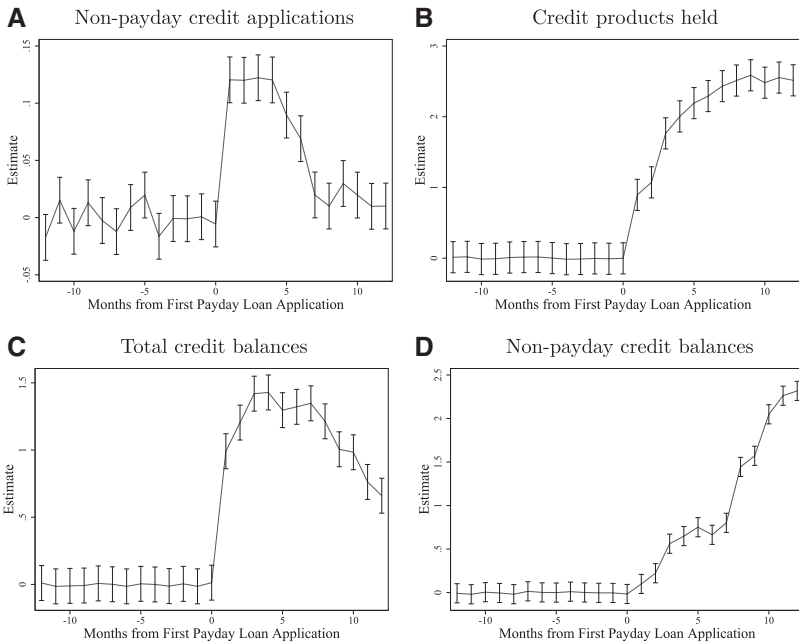 A Non-payday credit applications
Estimate
.15
.1
.05
0
-.05
-10 -5 0 5 10
Months from First Payday Loan Application
B Credit products held
Estimate
3
2
1
0
-10 -5 0 5 10
Months from First Payday Loan Application
C Total credit balances
Estimate
1.5
1
.5
0
-10 -5 0 5 10
Months from First Payday Loan Application
D Non-payday credit balances
Estimate
2.5
2
1.5
1
.5
0
-10 -5 0 5 10
Months from First Payday Loan Application